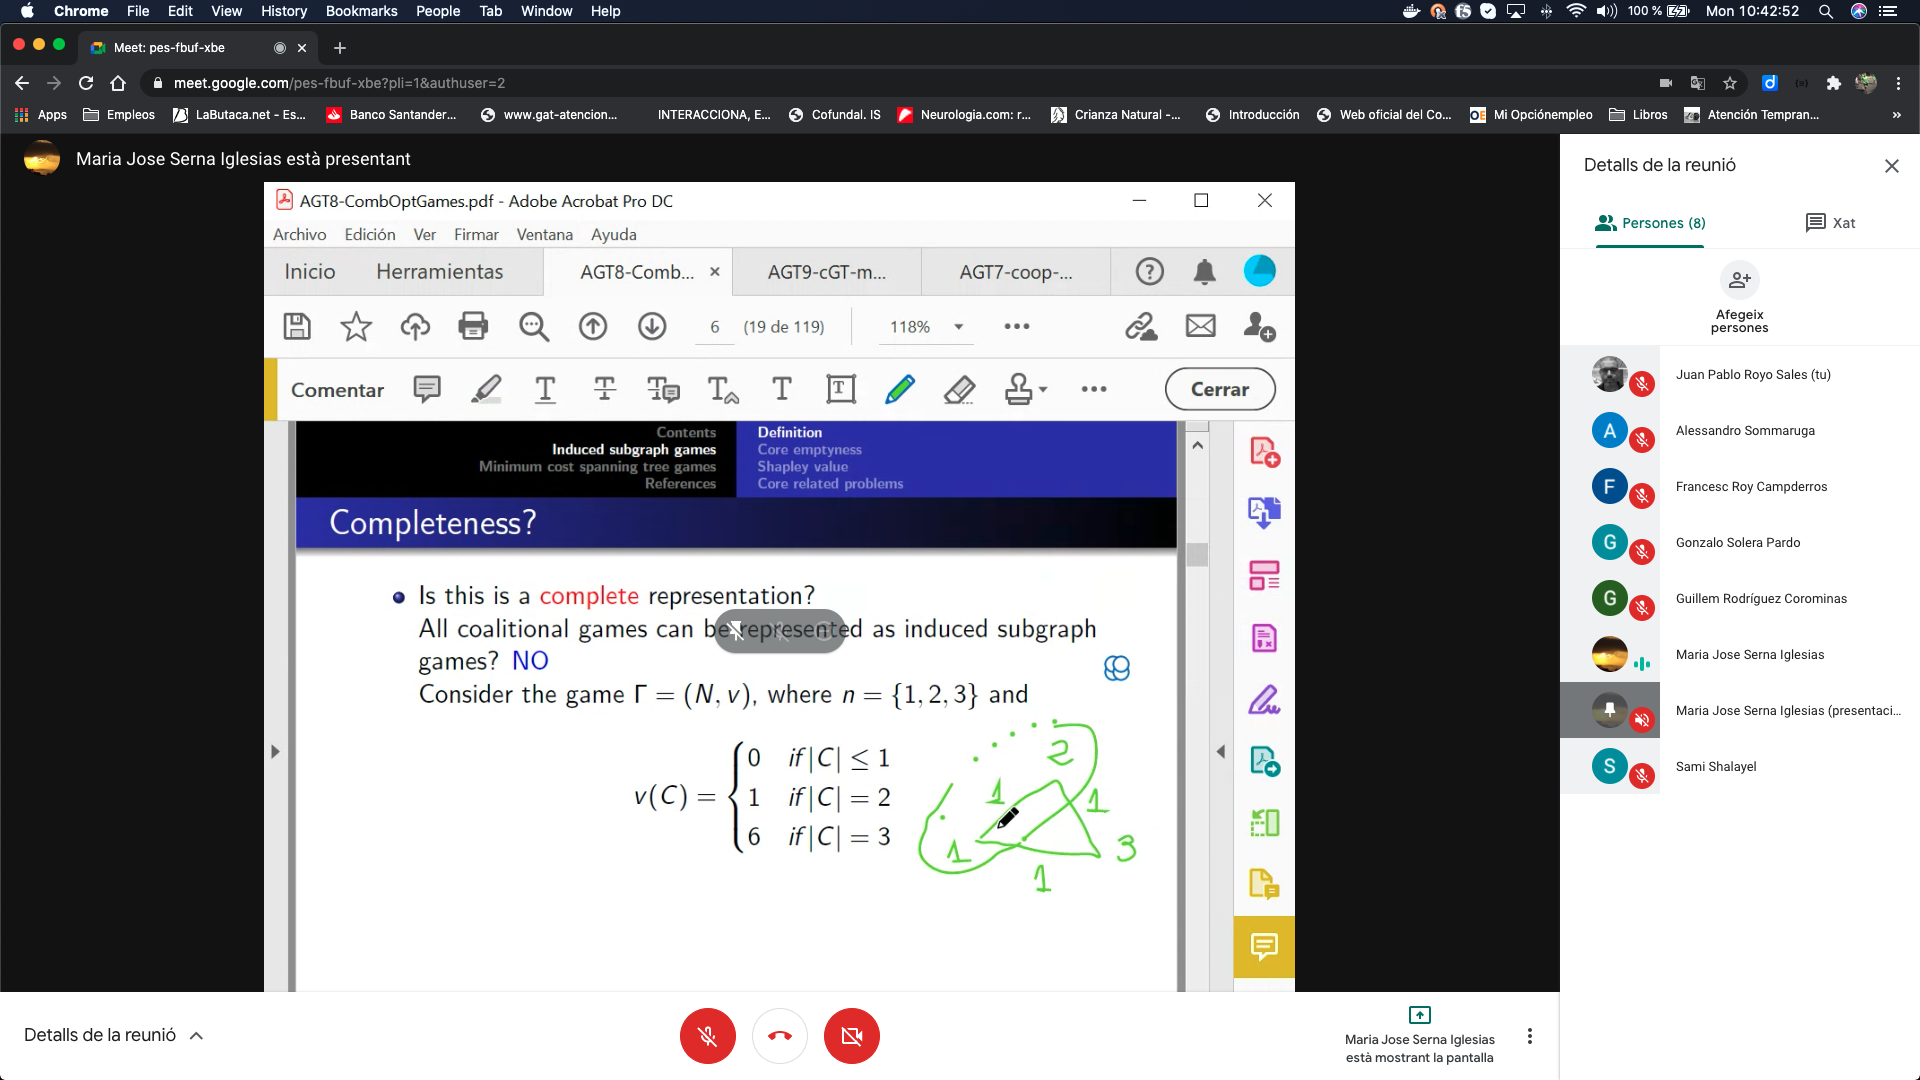 Chrome File Edit View History Bookmarks People Tab Window Help 100 % Mon 10:42:52
Meet: pes-fbuf-xbe
meet.google.com/pes-fbuf-xbe?pli=1&authuser=2
Apps Empleos LaButaca.net - Es... Banco Santander... www.gat-atencion... INTERACCIONA, E... Cofundal. IS Neurologia.com: r... Crianza Natural -... Introducción Web oficial del Co... Mi Opciónempleo Libros Atención Tempran... »
Maria Jose Serna Iglesias està presentant
AGT8-CombOptGames.pdf - Adobe Acrobat Pro DC
Archivo Edición Ver Firmar Ventana Ayuda
Inicio Herramientas AGT8-Comb... AGT9-cGT-m... AGT7-coop-...
6 (19 de 119) 118%
Comentar Cerrar
Contents
Induced subgraph games
Minimum cost spanning tree games
References
Definition
Core emptyness
Shapley value
Core related problems
Completeness?
Is this is a complete representation?
All coalitional games can be represented as induced subgraph
games? NO
Consider the game Γ = (N, v), where n = {1, 2, 3} and
v(C) = { 0 if |C| ≤ 1
1 if |C| = 2
6 if |C| = 3
2
1
1
1
3
1
Detalls de la reunió
Persones (8) Xat
Afegeix
persones
Juan Pablo Royo Sales (tu)
A Alessandro Sommaruga
F Francesc Roy Campderros
G Gonzalo Solera Pardo
G Guillem Rodríguez Corominas
Maria Jose Serna Iglesias
Maria Jose Serna Iglesias (presentaci...
S Sami Shalayel
Detalls de la reunió
Maria Jose Serna Iglesias
està mostrant la pantalla